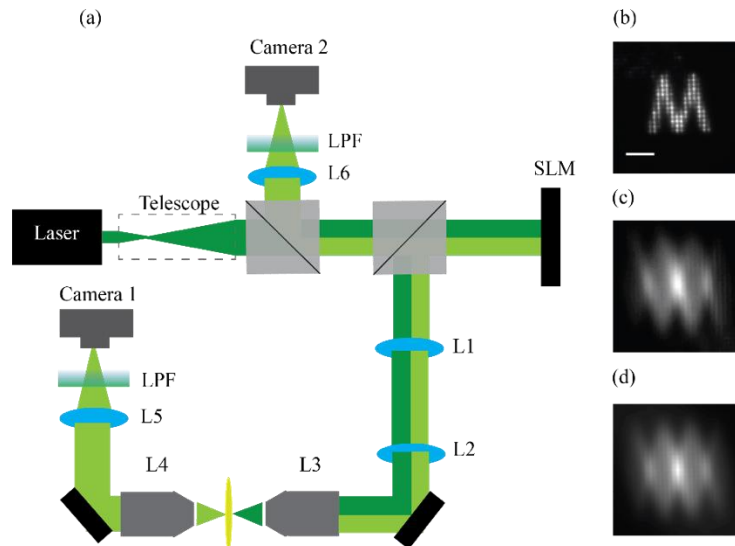 (a)
(b)
Camera 2
LPF
L6
SLM
Telescope
Laser
(c)
Camera 1
L1
LPF
(d)
L5
L2
L4
L3